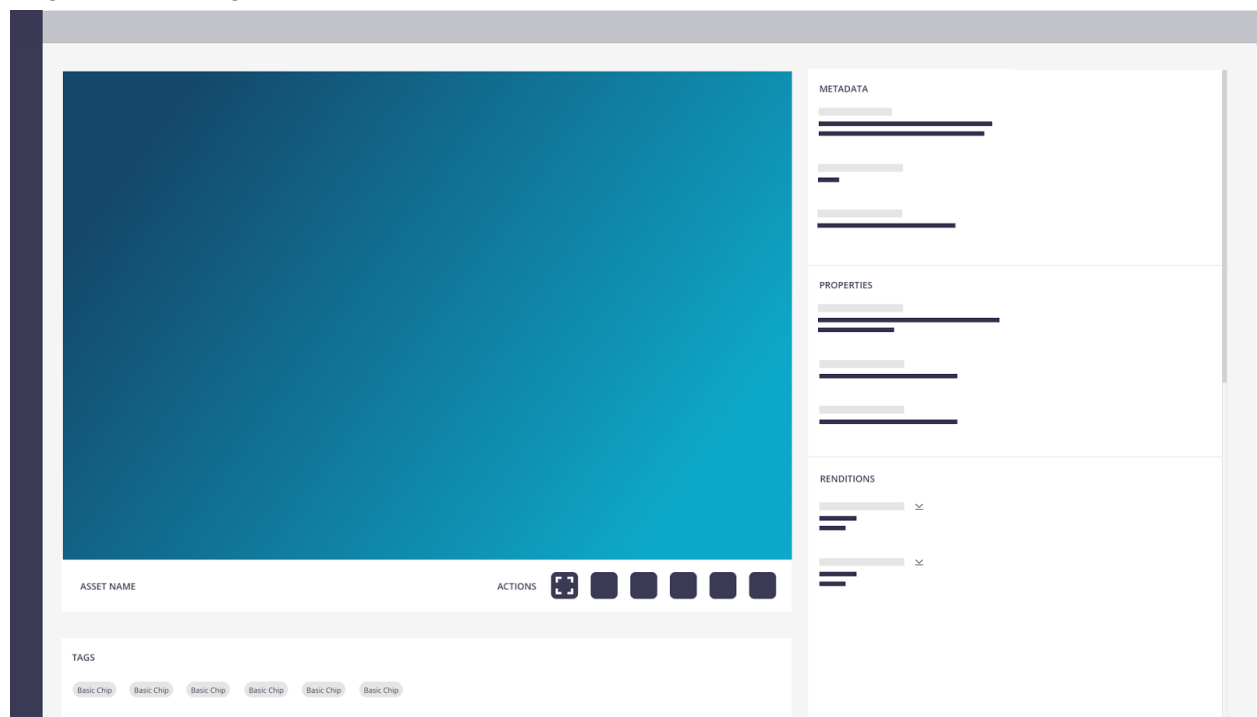 METADATA
PROPERTIES
RENDITIONS
ASSET NAME
ACTIONS
TAGS
Basic Chip
Basic Chip
Basic Chip
Basic Chip
Basic Chip
Basic Chip